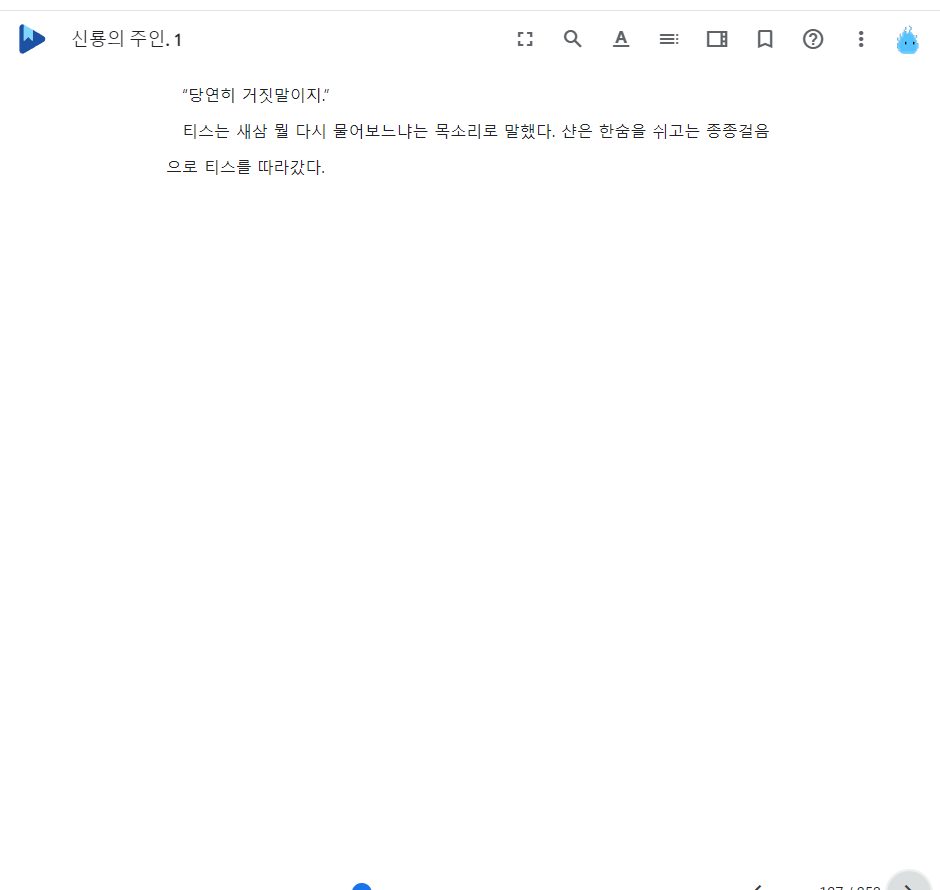 신룡의 주인. 1
"당연히 거짓말이지."
티스는 새삼 뭘 다시 물어보느냐는 목소리로 말했다. 샨은 한숨을 쉬고는 종종걸음
으로 티스를 따라갔다.